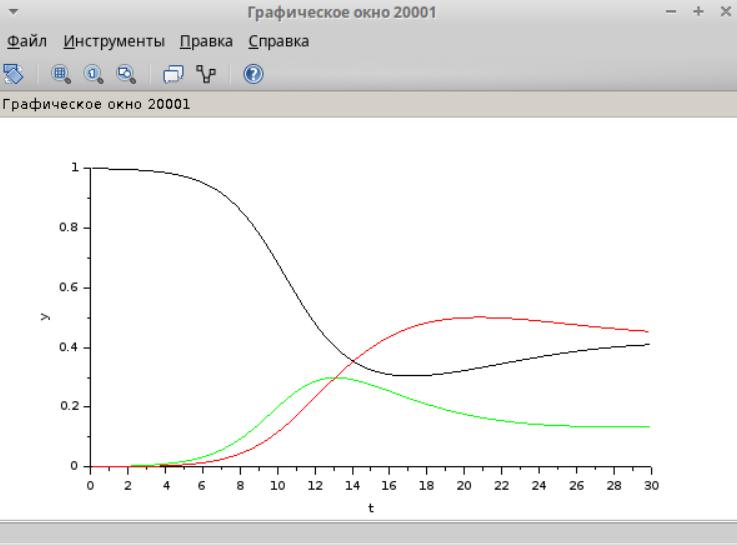 Графическое окно 20001
Файл Инструменты Правка Справка
Графическое окно 20001
1
0.8
0.6
y
0.4
0.2
0
0 2 4 6 8 10 12 14 16 18 20 22 24 26 28 30
t